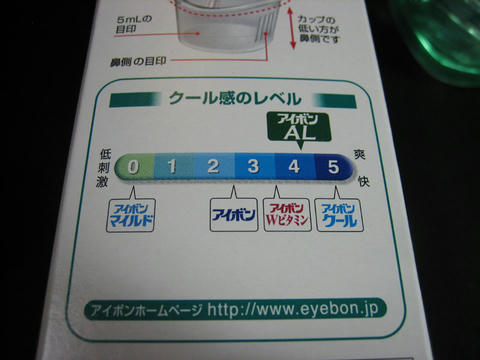 5mLの
目印
カップの
低い方が
鼻側です
鼻側の目印
クール感のレベル
アイボン
AL
低刺激
0 1 2 3 4 5
爽快
アイボン
マイルド
アイボン
アイボン
Wビタミン
アイボン
クール
アイボンホームページ http://www.eyebon.jp